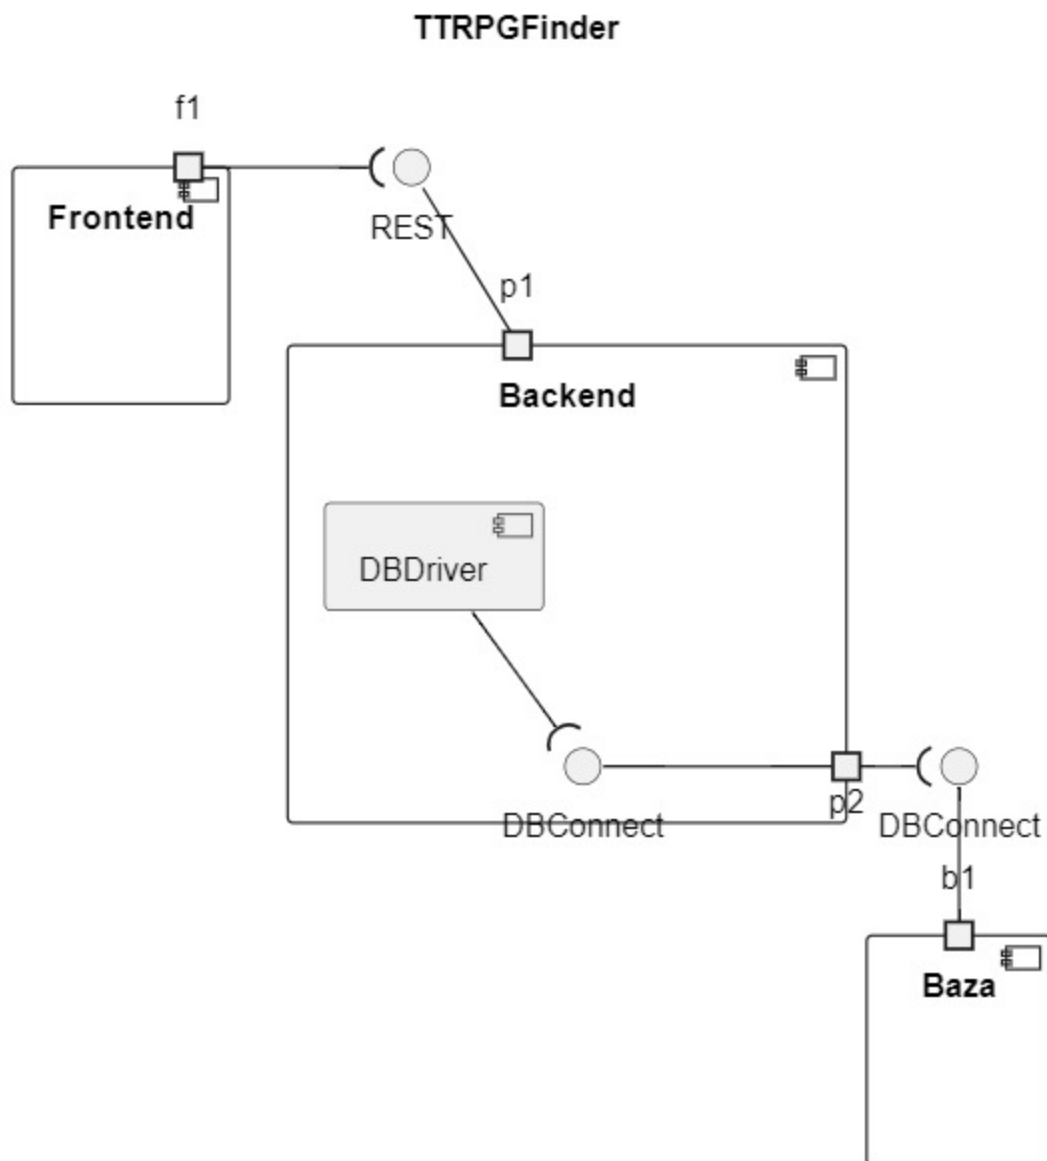 TTRPGFinder
f1
Frontend
REST
p1
Backend
DBDriver
DBConnect
p2
DBConnect
b1
Baza